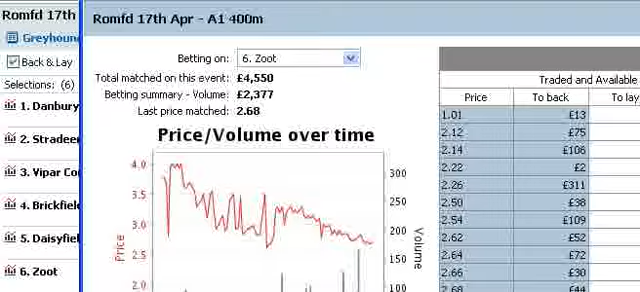 Romfd 17th
Greyhoun
Back & Lay
Selections: (6)
1. Danbury
2. Stradee
3. Vipar Co
4. Brickfiel
5. Daisyfiel
6. Zoot
Romfd 17th Apr - A1 400m
Betting on: 6. Zoot
Total matched on this event: £4,550
Betting summary - Volume: £2,377
Last price matched: 2.68
Price/Volume over time
4.0
3.5
3.0
2.5
2.0
Price
300
250
200
150
100
Volume
Traded and Available
Price To back To lay
1.01 £13
2.12 £75
2.14 £106
2.22 £2
2.26 £311
2.50 £38
2.54 £109
2.62 £52
2.64 £72
2.66 £30
2.68 £44